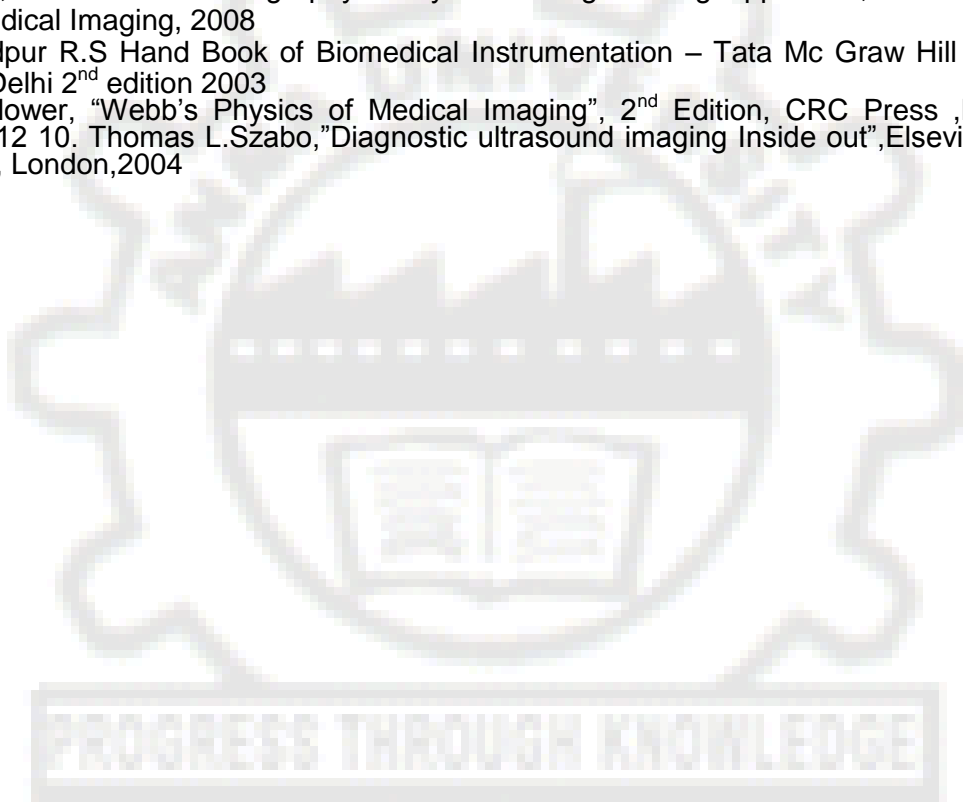 dical Imaging, 2008
dpur R.S Hand Book of Biomedical Instrumentation – Tata Mc Graw Hill
Delhi 2nd edition 2003
lower, “Webb’s Physics of Medical Imaging”, 2nd Edition, CRC Press ,
12 10. Thomas L.Szabo,”Diagnostic ultrasound imaging Inside out”,Elsevi
, London,2004
UNIVERSITY
PROGRESS THROUGH KNOWLEDGE